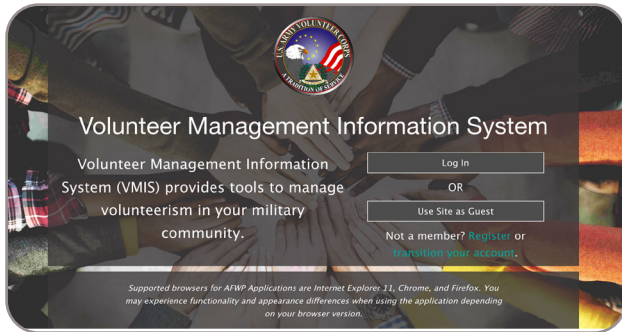 U.S. ARMY VOLUNTEER CORPS
A TRADITION OF SERVICE
Volunteer Management Information System
Volunteer Management Information
System (VMIS) provides tools to manage
volunteerism in your military
community.
Log In
OR
Use Site as Guest
Not a member? Register or
transition your account.
Supported browsers for AFWP Applications are Internet Explorer 11, Chrome, and Firefox. You
may experience functionality and appearance differences when using the application depending
on your browser version.